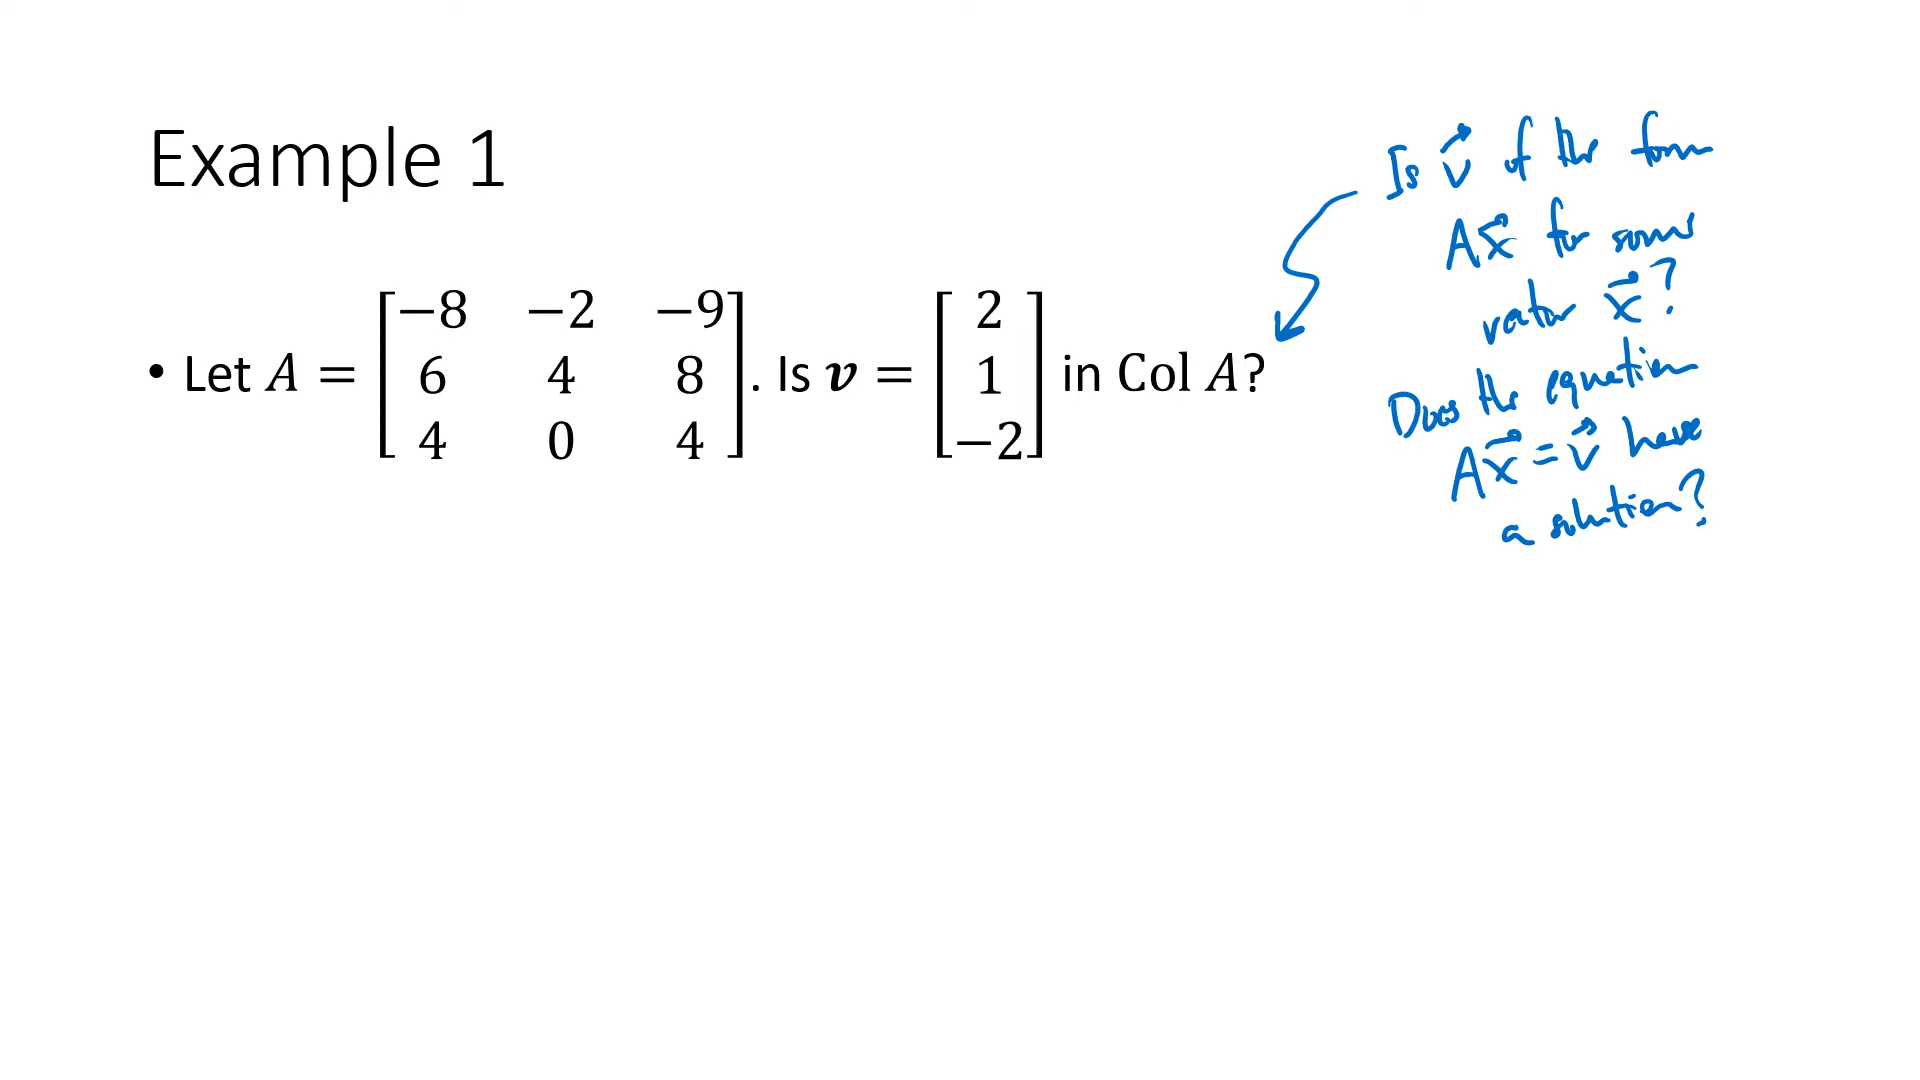 Example 1
• Let A = [−8 −2 −9; 6 4 8; 4 0 4]. Is v = [2; 1; −2] in Col A?
Is v⃗ of the form
Ax⃗ for some
vector x⃗?
Does the equation
Ax⃗ = v⃗ have
a solution?